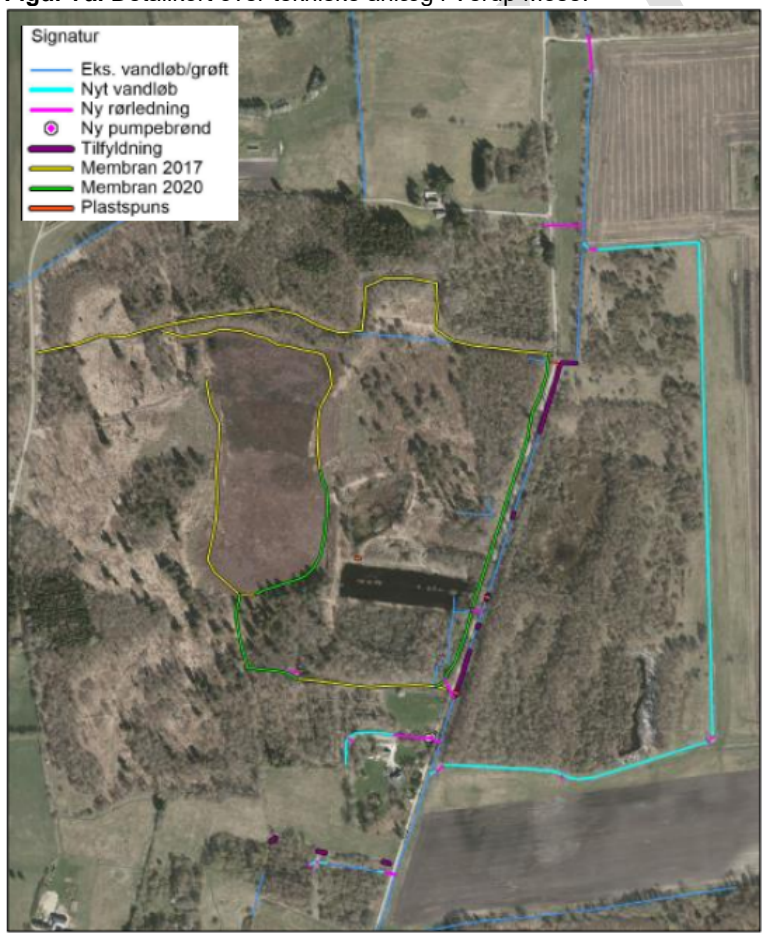 Signatur
Eks. vandløb/grøft
Nyt vandløb
Ny rørledning
Ny pumpebrønd
Tilfyldning
Membran 2017
Membran 2020
Plastspuns